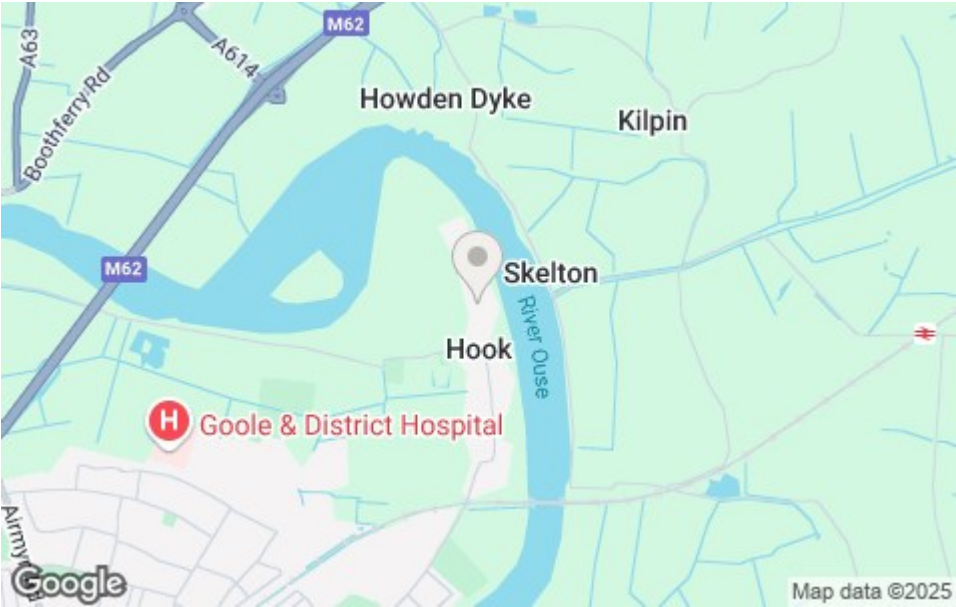 M62
A63
A614
Boothferry Rd
Howden Dyke
Kilpin
M62
Skelton
River Ouse
Hook
H
Goole & District Hospital
Google
Map data ©2025